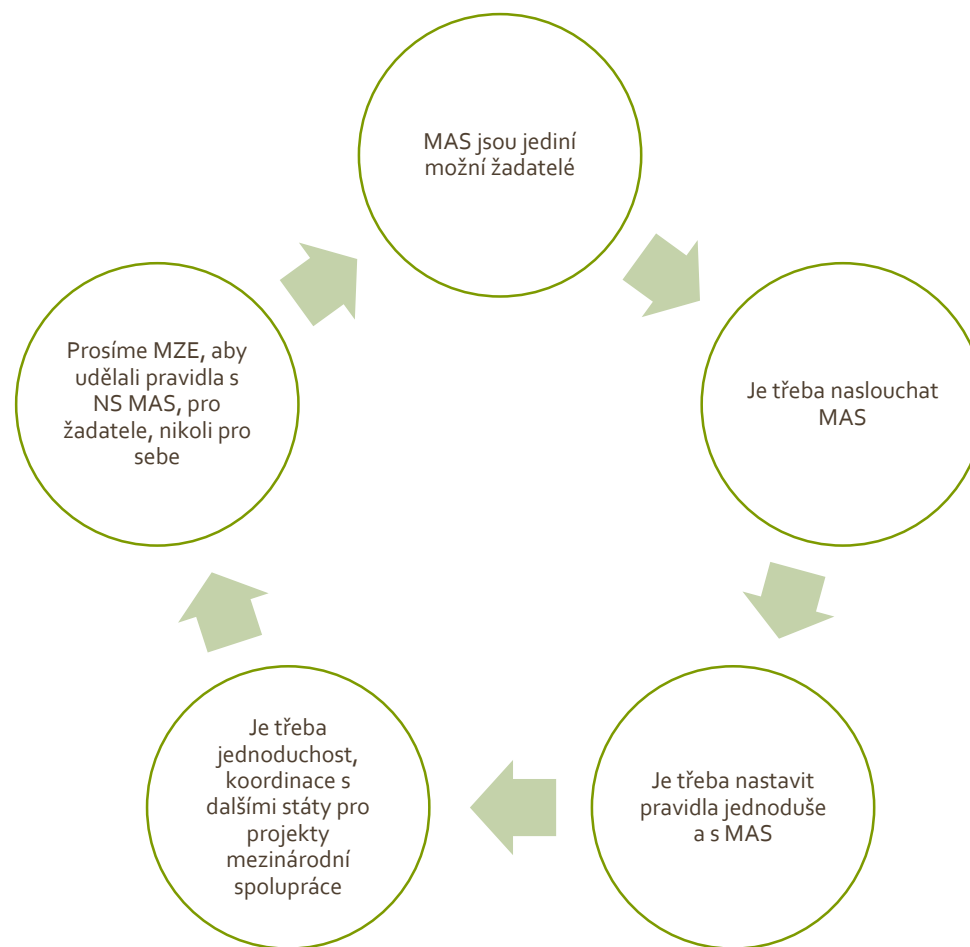 MAS jsou jediní
možní žadatelé
Je třeba naslouchat
MAS
Je třeba nastavit
pravidla jednoduše
a s MAS
Je třeba
jednoduchost,
koordinace s
dalšími státy pro
projekty
mezinárodní
spolupráce
Prosíme MZE, aby
udělali pravidla s
NS MAS, pro
žadatele, nikoli pro
sebe